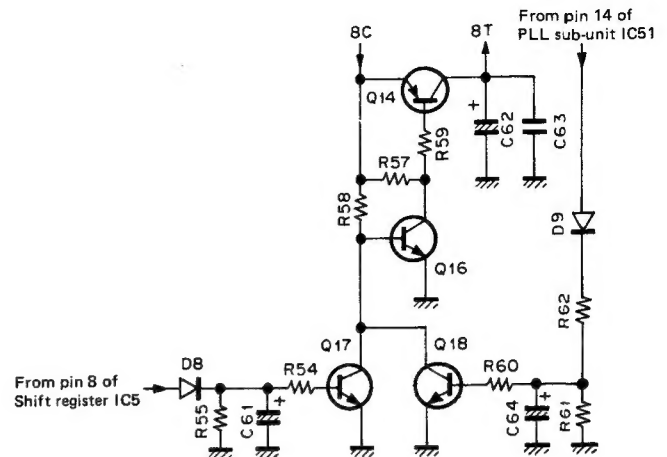 From pin 14 of
PLL sub-unit IC51
8C
8T
Q14
+
C62
C63
R59
R57
R58
D9
Q16
R62
Q17
Q18
D8
R54
R60
From pin 8 of
Shift register IC5
R55
C61
+
C64
+
R61